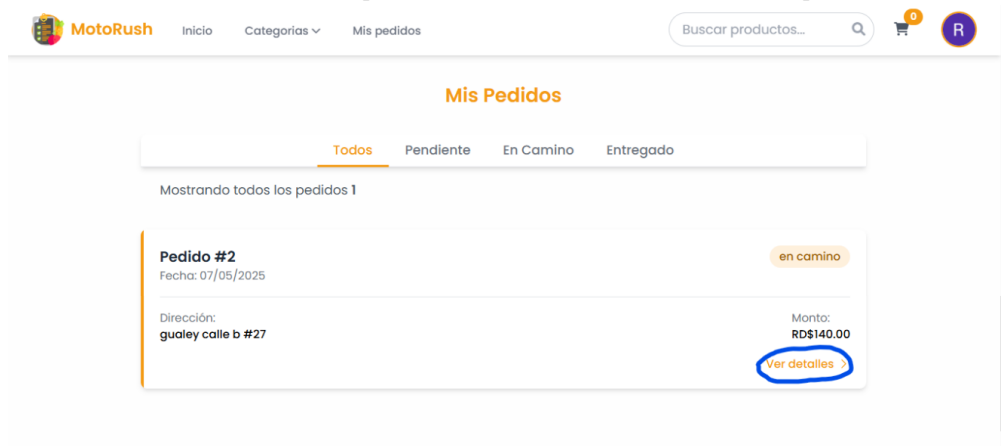 MotoRush Inicio Categorias Mis pedidos Buscar productos... 0 R
Mis Pedidos
Todos Pendiente En Camino Entregado
Mostrando todos los pedidos 1
Pedido #2 en camino
Fecha: 07/05/2025
Dirección: Monto:
gualey calle b #27 RD$140.00
Ver detalles >